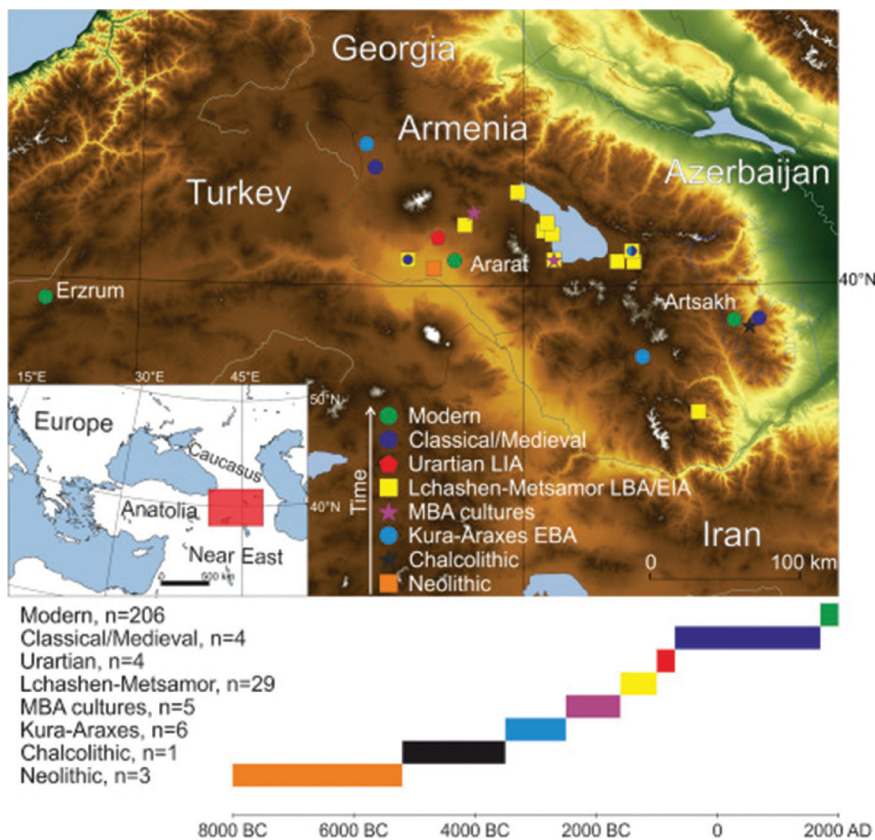 Georgia
Armenia
Azerbaijan
Turkey
Ararat
40°N
Erzrum
Artsakh
15°E 30°E 45°E
50°N
Europe
Caucasus
Anatolia
40°N
Near East
500 km
Time
Modern
Classical/Medieval
Urartian LIA
Lchashen-Metsamor LBA/EIA
MBA cultures
Kura-Araxes EBA
Chalcolithic
Neolithic
Iran
0 100 km
Modern, n=206
Classical/Medieval, n=4
Urartian, n=4
Lchashen-Metsamor, n=29
MBA cultures, n=5
Kura-Araxes, n=6
Chalcolithic, n=1
Neolithic, n=3
8000 BC 6000 BC 4000 BC 2000 BC 0 2000 AD